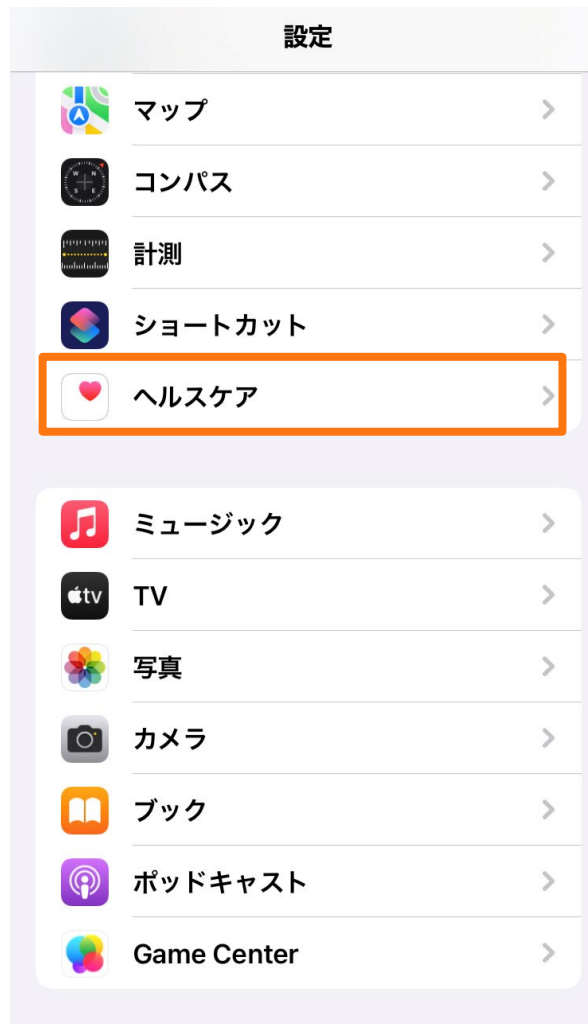 設定
マップ
コンパス
計測
ショートカット
ヘルスケア
ミュージック
tv
TV
写真
カメラ
ブック
ポッドキャスト
Game Center